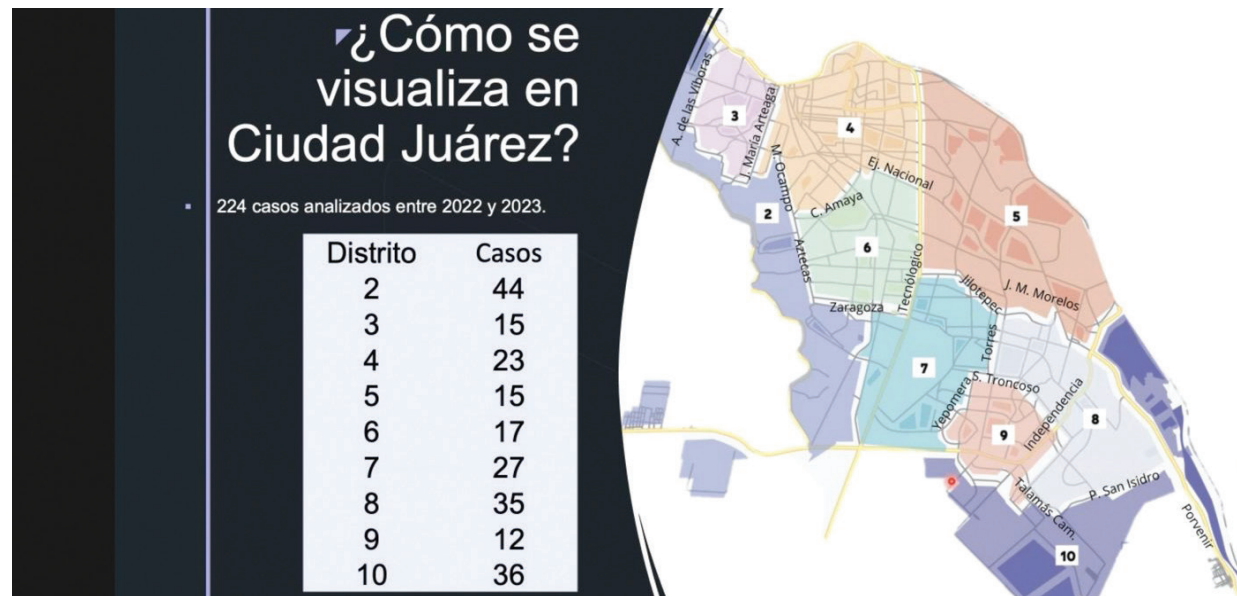 ¿Cómo se
visualiza en
Ciudad Juárez?
224 casos analizados entre 2022 y 2023.
Distrito Casos
2 44
3 15
4 23
5 15
6 17
7 27
8 35
9 12
10 36
A. de las Víboras
3
J. María Arteaga
M. Ocampo
4
Ej. Nacional
C. Amaya
2
Aztecas
6
5
Tecnólogico
Zaragoza
Jilotepec
J. M. Morelos
Torres
7
Yepomera
S. Troncoso
Independencia
9
8
Talamás Cam.
P. San Isidro
Porvenir
10